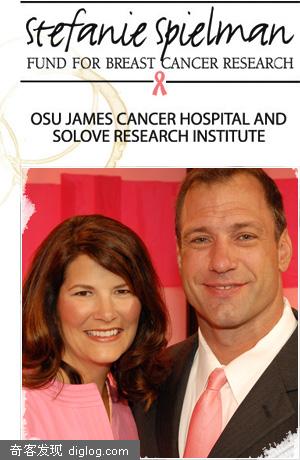 Stefanie Spielman
FUND FOR BREAST CANCER RESEARCH
OSU JAMES CANCER HOSPITAL AND
SOLOVE RESEARCH INSTITUTE
奇客发现 diglog.com